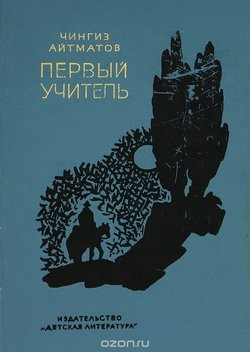 ЧИНГИЗ
АЙТМАТОВ
ПЕРВЫЙ
УЧИТЕЛЬ
ИЗДАТЕЛЬСТВО
„ДЕТСКАЯ ЛИТЕРАТУРА"
ozon.ru